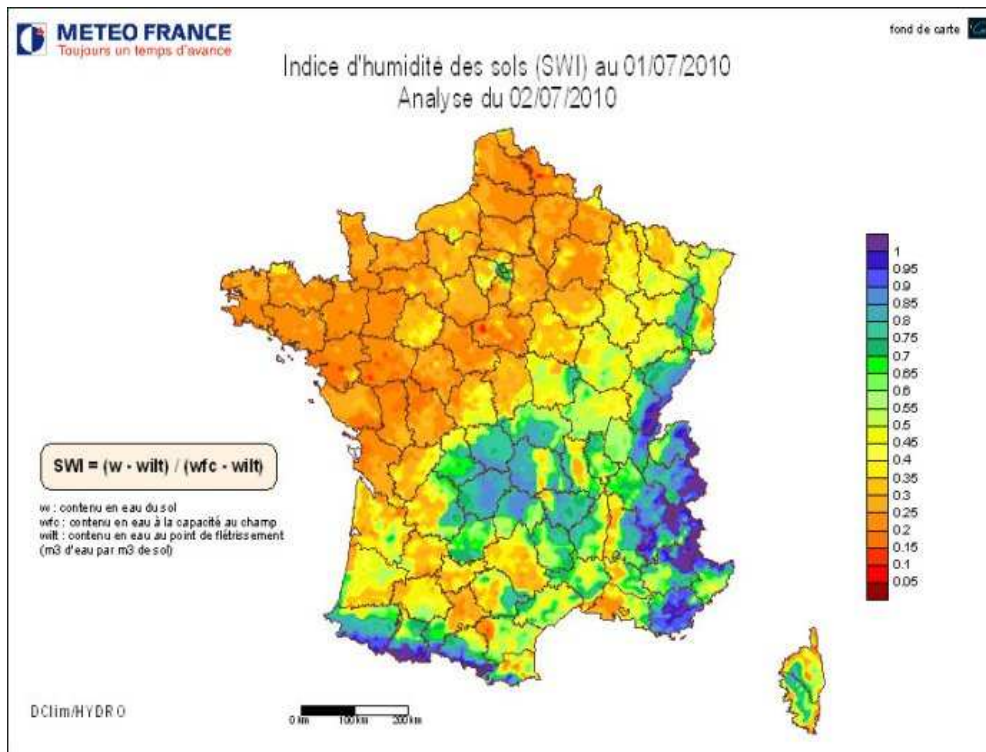 METEO FRANCE
Toujours un temps d'avance
fond de carte
Indice d'humidité des sols (SWI) au 01/07/2010
Analyse du 02/07/2010
1
0.95
0.9
0.85
0.8
0.75
0.7
0.65
0.6
0.55
0.5
0.45
0.4
0.35
0.3
0.25
0.2
0.15
0.1
0.05
SWI = (w - wilt) / (wfc - wilt)
w : contenu en eau du sol
wfc : contenu en eau à la capacité au champ
wilt : contenu en eau au point de flétrissement
(m3 d'eau par m3 de sol)
DClim/HYDRO
0 km 100 km 200 km